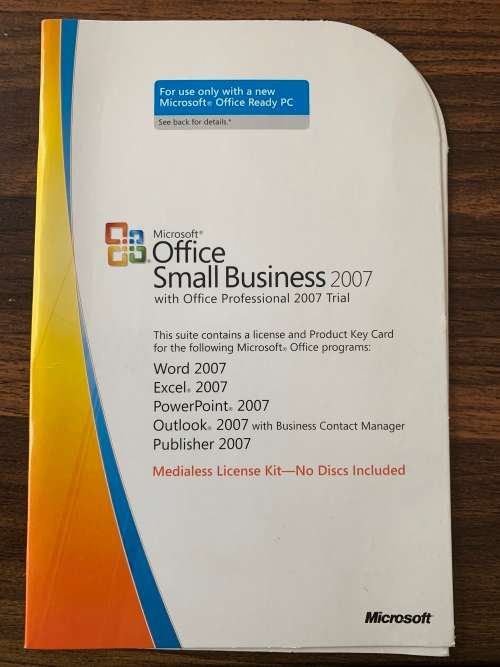 For use only with a new
Microsoft® Office Ready PC
See back for details.*
Microsoft®
Office
Small Business 2007
with Office Professional 2007 Trial
This suite contains a license and Product Key Card
for the following Microsoft® Office programs:
Word 2007
Excel® 2007
PowerPoint® 2007
Outlook® 2007 with Business Contact Manager
Publisher 2007
Medialess License Kit—No Discs Included
Microsoft®